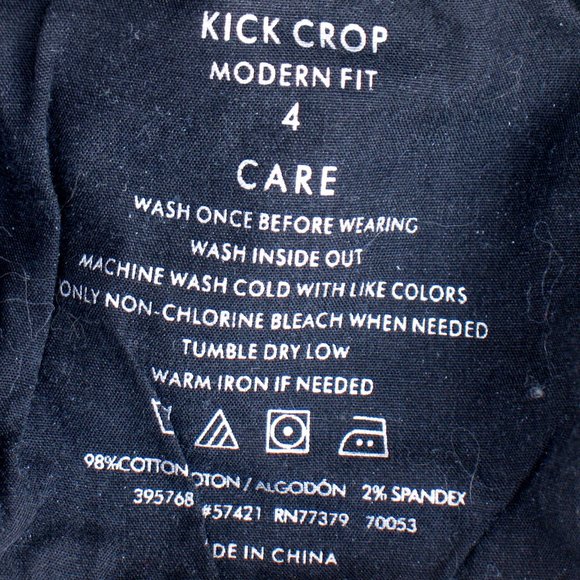 KICK CROP
MODERN FIT
4
CARE
WASH ONCE BEFORE WEARING
WASH INSIDE OUT
MACHINE WASH COLD WITH LIKE COLORS
ONLY NON-CHLORINE BLEACH WHEN NEEDED
TUMBLE DRY LOW
WARM IRON IF NEEDED
98%COTTON OTON / ALGODÓN 2% SPANDEX
395768 #57421 RN77379 70053
DE IN CHINA